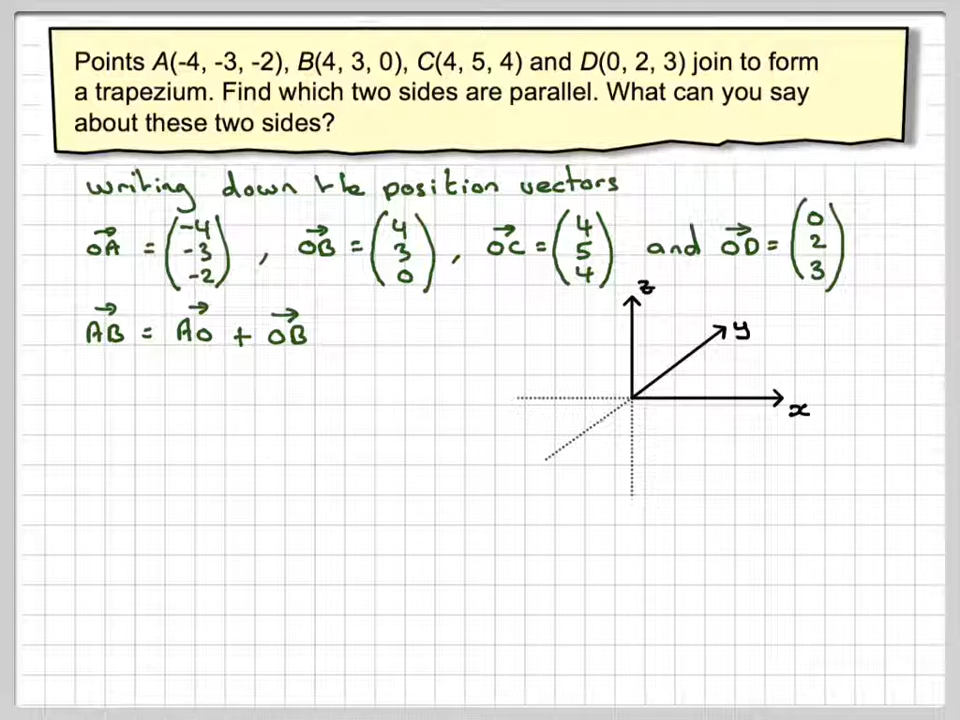 Points A(-4, -3, -2), B(4, 3, 0), C(4, 5, 4) and D(0, 2, 3) join to form
a trapezium. Find which two sides are parallel. What can you say
about these two sides?
writing down the position vectors
→OA = (-4 -3 -2), →OB = (4 3 0), →OC = (4 5 4) and →OD = (0 2 3)
→AB = →AO + →OB
z
y
x